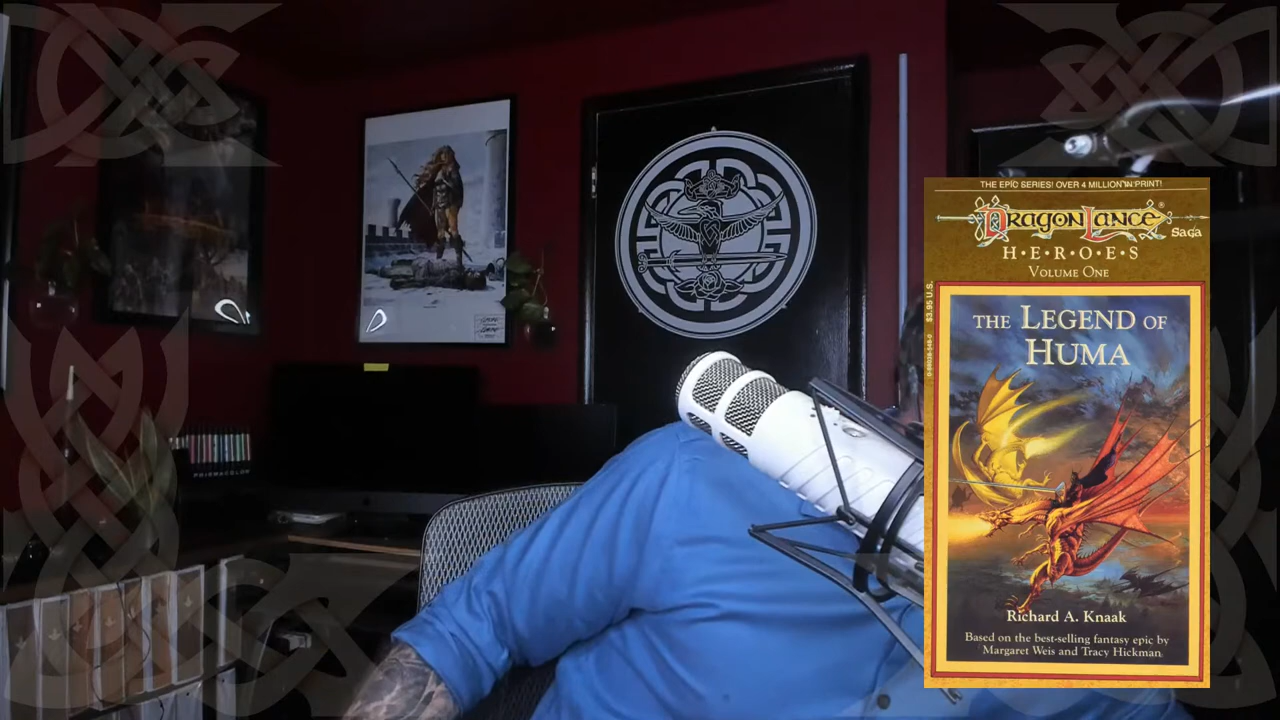 THE EPIC SERIES! OVER 4 MILLION IN PRINT!
DRAGONLANCE
Saga
H·E·R·O·E·S
VOLUME ONE
$3.95 U.S.
THE LEGEND OF
HUMA
Richard A. Knaak
Based on the best-selling fantasy epic by
Margaret Weis and Tracy Hickman
PRISMACOLOR